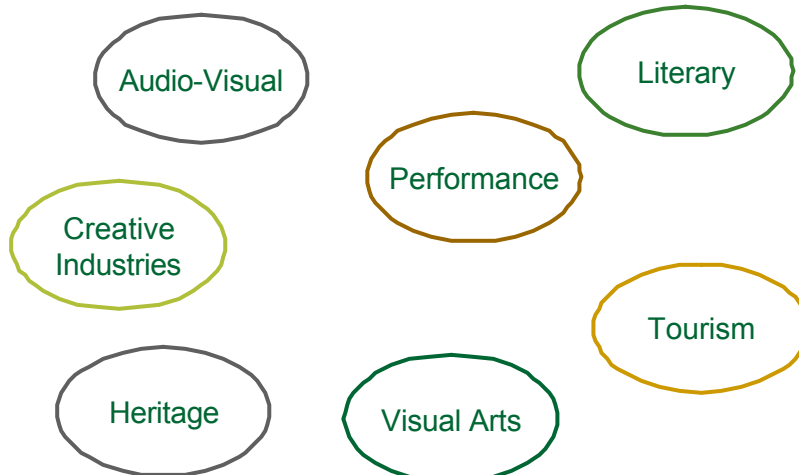 Audio-Visual
Literary
Performance
Creative
Industries
Tourism
Heritage
Visual Arts